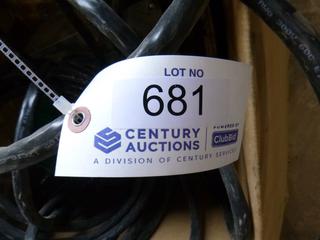 LOT NO
681
CENTURY
AUCTIONS
POWERED BY
ClubBid
A DIVISION OF CENTURY SERVICES